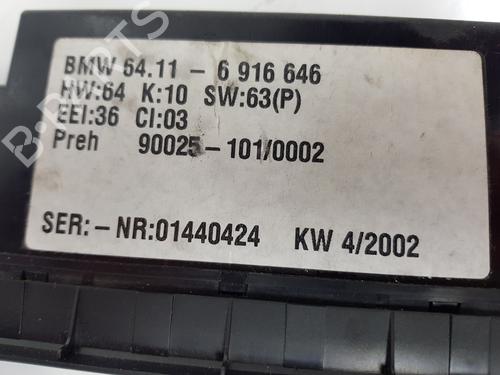 BMW 64.11 - 6 916 646
HW:64 K:10 SW:63(P)
EEI:36 CI:03
Preh 90025-101/0002
SER:-NR:01440424 KW 4/2002
B-PARTS